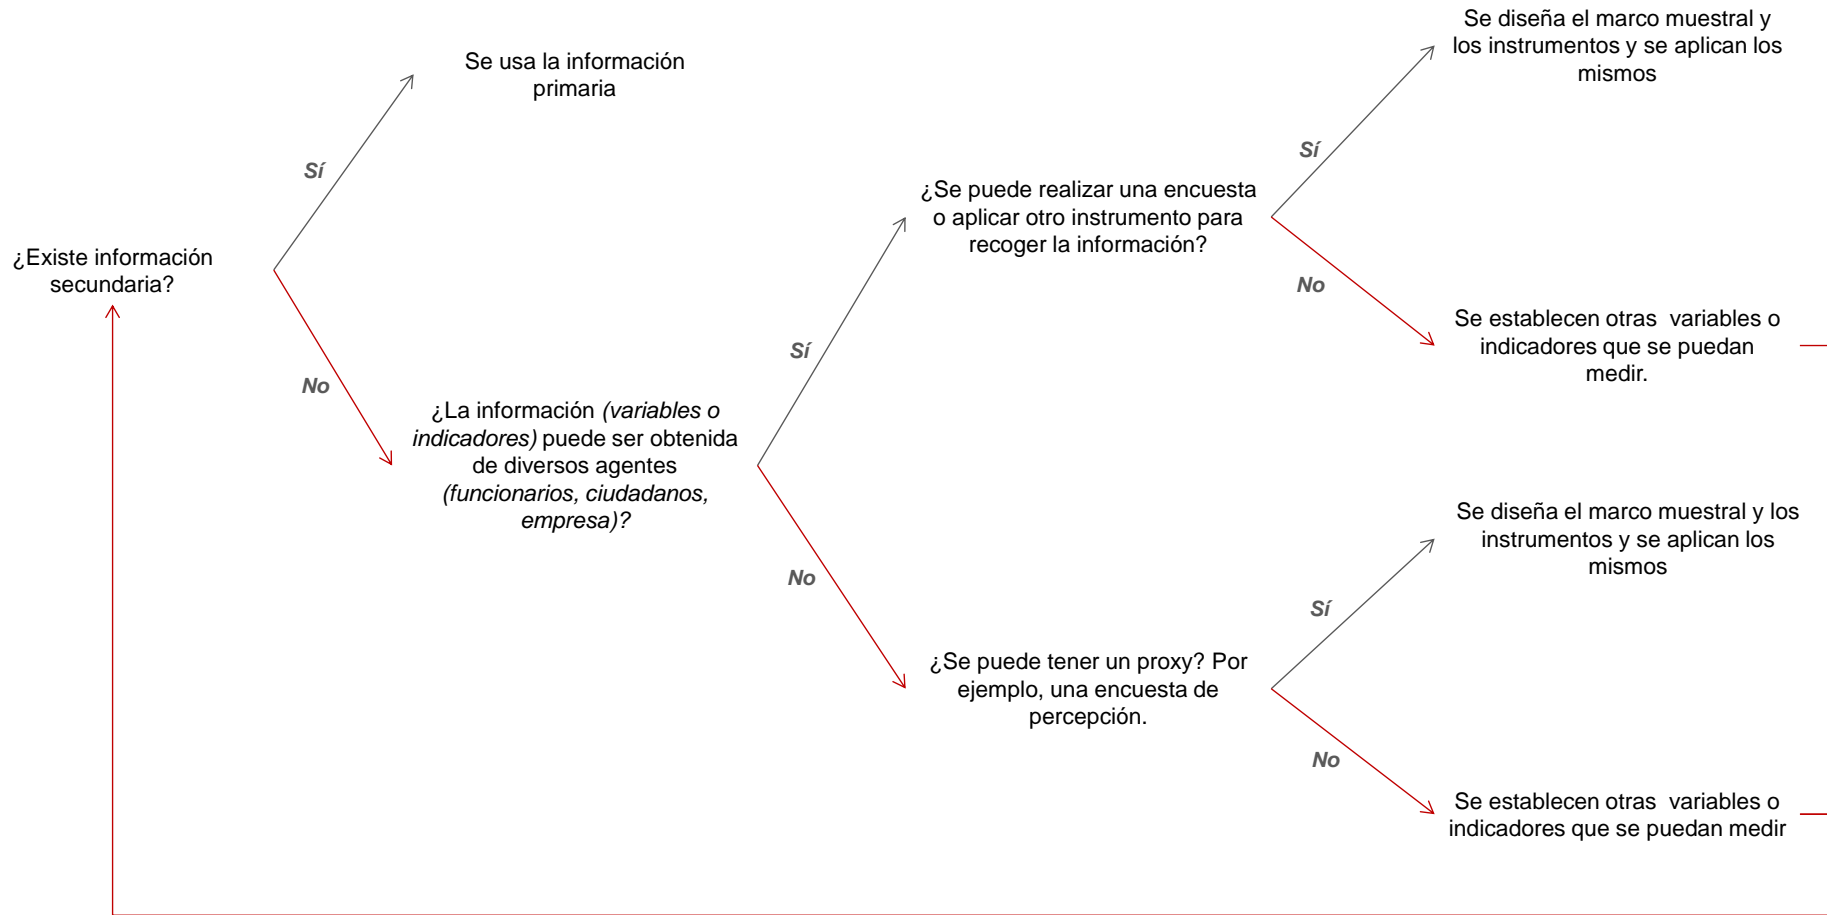 ¿Existe información
secundaria?
Sí
Se usa la información
primaria
No
¿La información (variables o
indicadores) puede ser obtenida
de diversos agentes
(funcionarios, ciudadanos,
empresa)?
Sí
¿Se puede realizar una encuesta
o aplicar otro instrumento para
recoger la información?
Sí
Se diseña el marco muestral y
los instrumentos y se aplican los
mismos
No
Se establecen otras  variables o
indicadores que se puedan
medir.
No
¿Se puede tener un proxy? Por
ejemplo, una encuesta de
percepción.
Sí
Se diseña el marco muestral y los
instrumentos y se aplican los
mismos
No
Se establecen otras  variables o
indicadores que se puedan medir